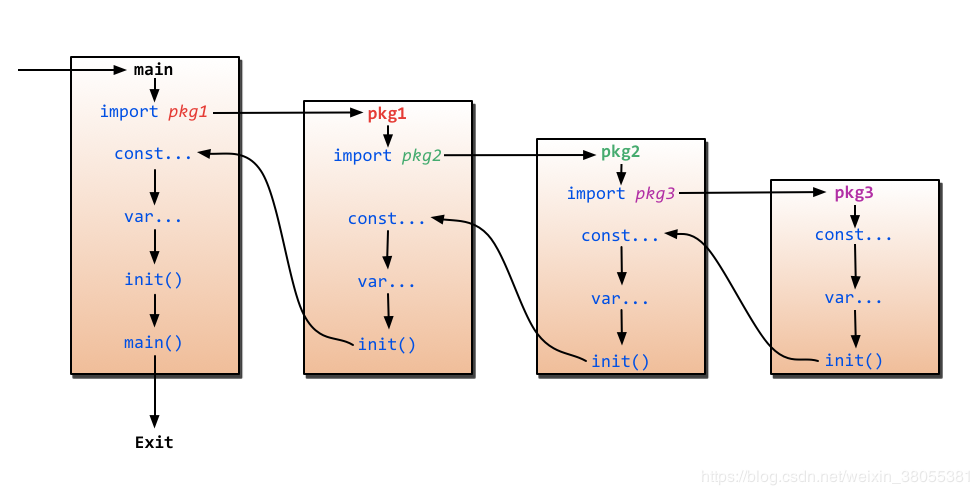 main
import pkg1
const...
var...
init()
main()
Exit
pkg1
import pkg2
const...
var...
init()
pkg2
import pkg3
const...
var...
init()
pkg3
const...
var...
init()
https://blog.csdn.net/weixin_38055381